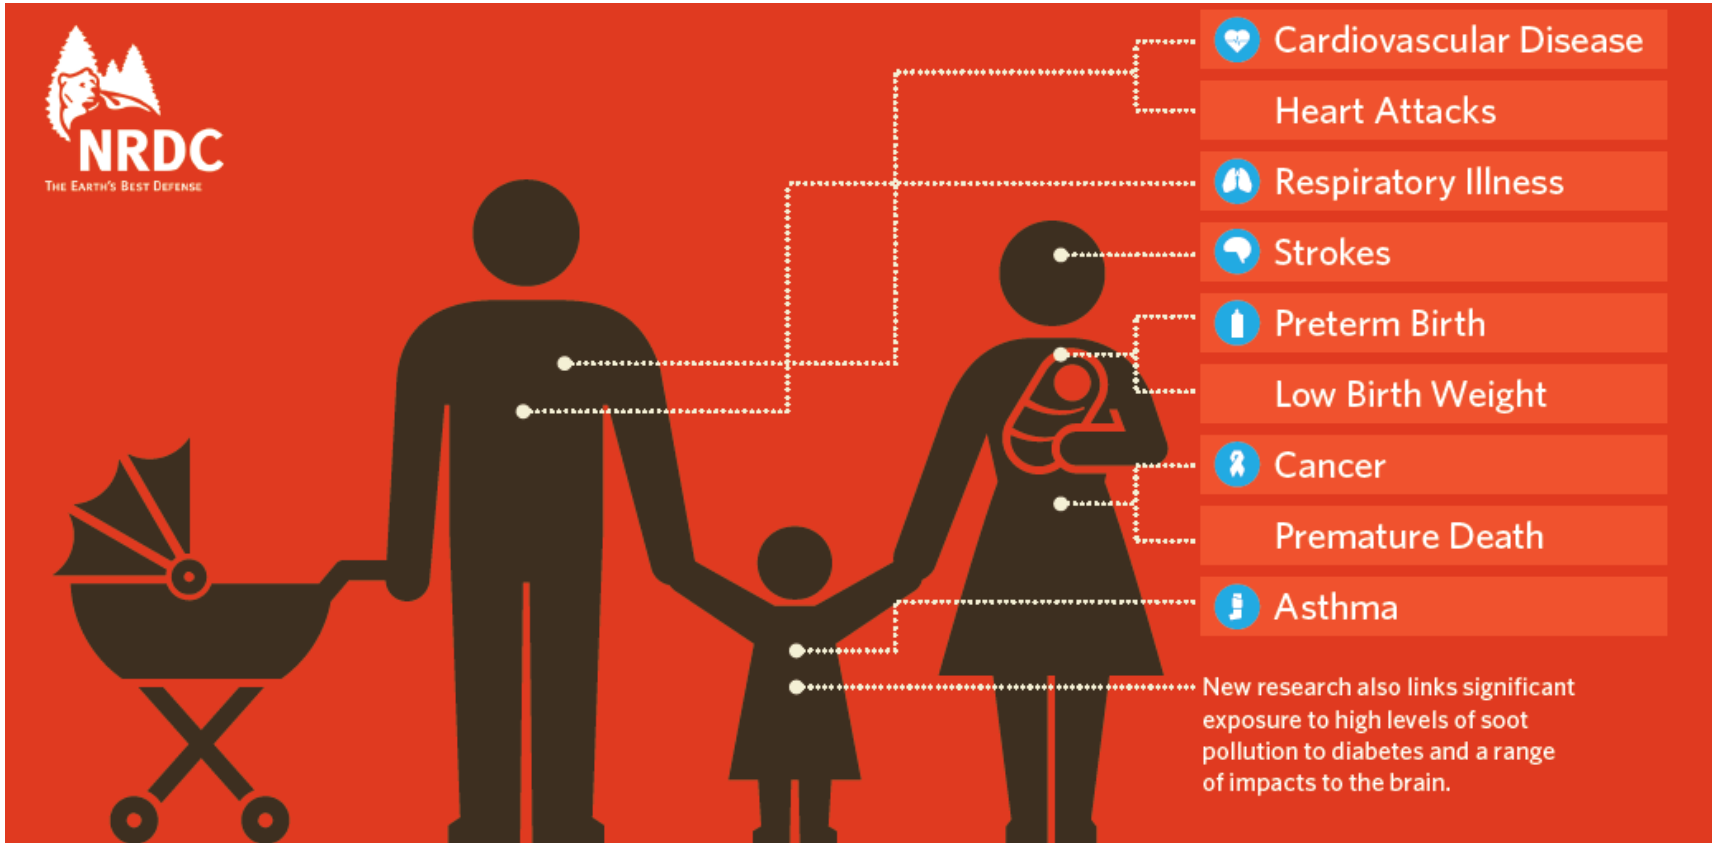 NRDC
THE EARTH'S BEST DEFENSE
Cardiovascular Disease
Heart Attacks
Respiratory Illness
Strokes
Preterm Birth
Low Birth Weight
Cancer
Premature Death
Asthma
New research also links significant
exposure to high levels of soot
pollution to diabetes and a range
of impacts to the brain.